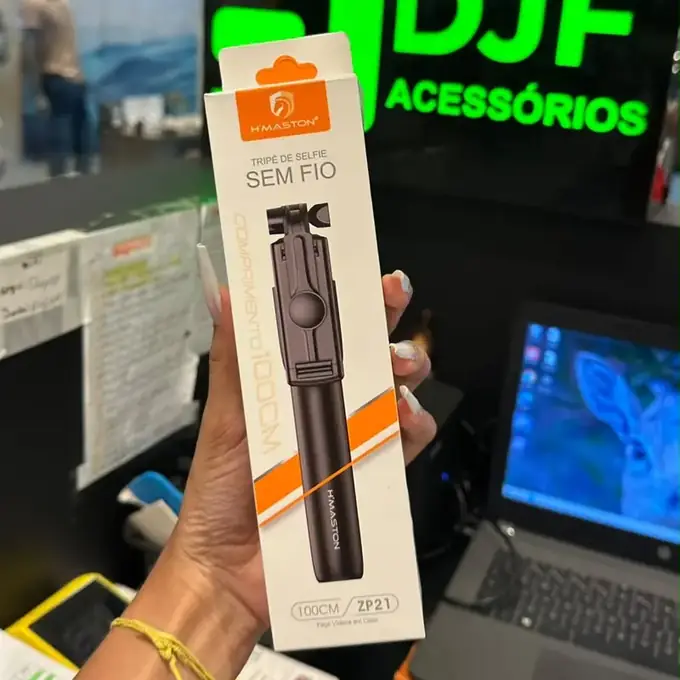 DJF
ACESSÓRIOS
H'MASTON
TRIPÉ DE SELFIE
SEM FIO
COMPRIMENTO 100CM
H'MASTON
100CM
ZP21